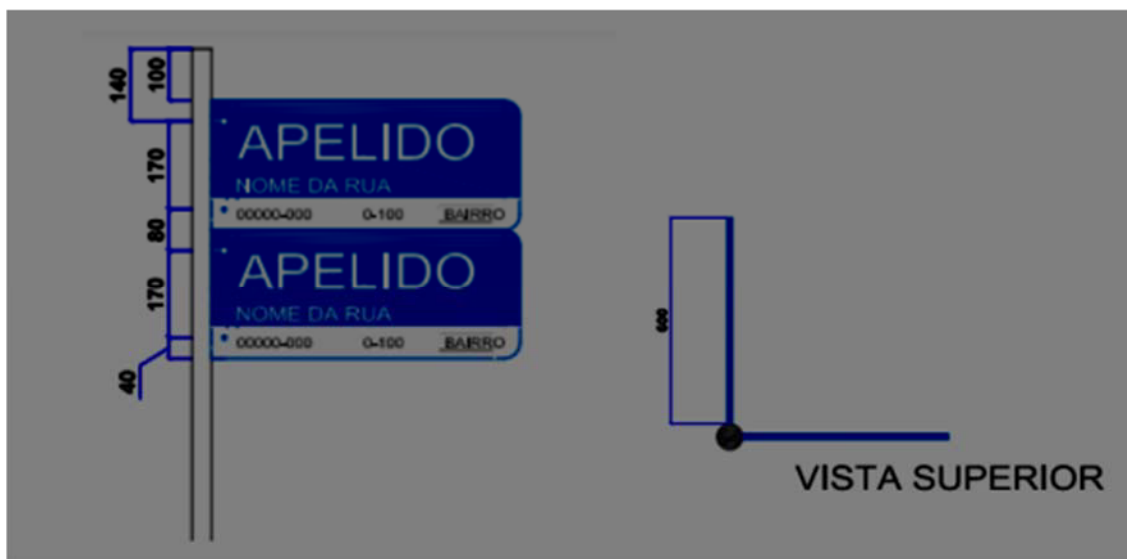 140
100
170
80
170
40
APELIDO
NOME DA RUA
00000-000 0-100 BAIRRO
APELIDO
NOME DA RUA
00000-000 0-100 BAIRRO
600
VISTA SUPERIOR